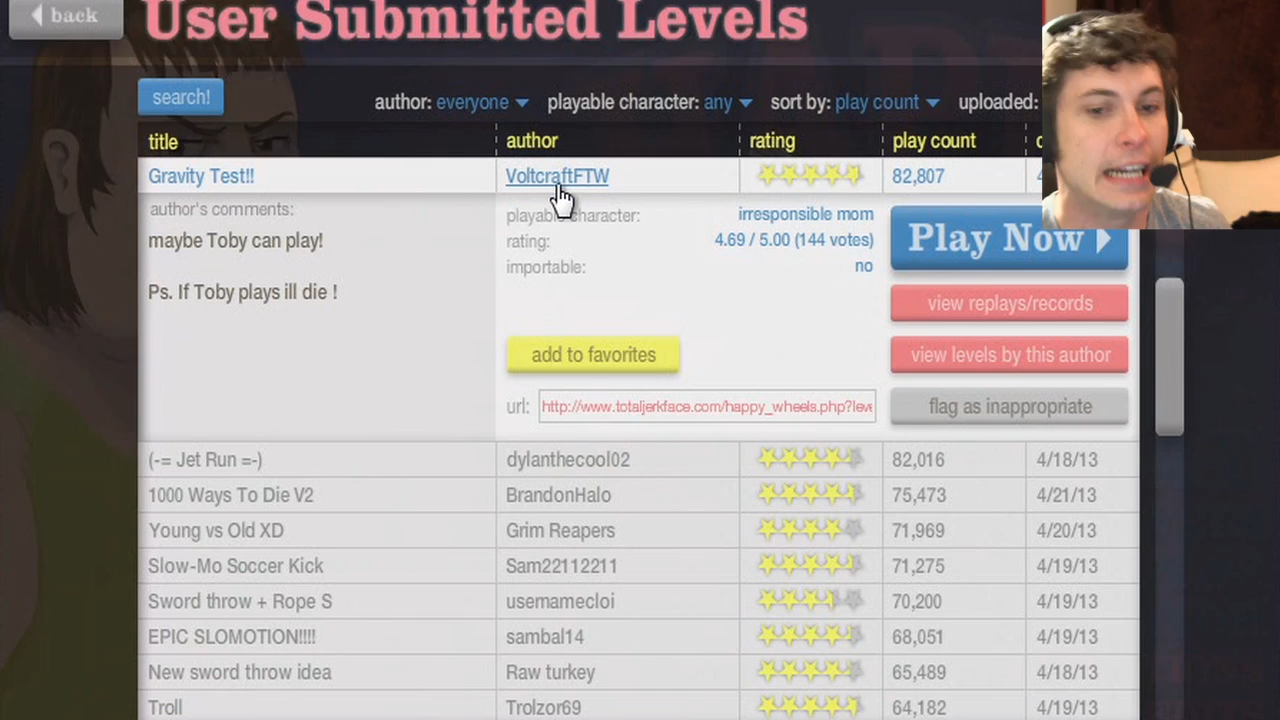 back
User Submitted Levels
search!
author: everyone playable character: any sort by: play count uploaded:
title author rating play count
Gravity Test!! VoltcraftFTW 82,807
author's comments:
maybe Toby can play!
Ps. If Toby plays ill die !
playable character: irresponsible mom
rating: 4.69 / 5.00 (144 votes)
importable: no
add to favorites
url: http://www.totaljerkface.com/happy_wheels.php?leve
Play Now
view replays/records
view levels by this author
flag as inappropriate
(-= Jet Run =-) dylanthecool02 82,016 4/18/13
1000 Ways To Die V2 BrandonHalo 75,473 4/21/13
Young vs Old XD Grim Reapers 71,969 4/20/13
Slow-Mo Soccer Kick Sam22112211 71,275 4/19/13
Sword throw + Rope S usernamecloi 70,200 4/19/13
EPIC SLOMOTION!!!! sambal14 68,051 4/19/13
New sword throw idea Raw turkey 65,489 4/18/13
Troll Trolzor69 64,182 4/19/13